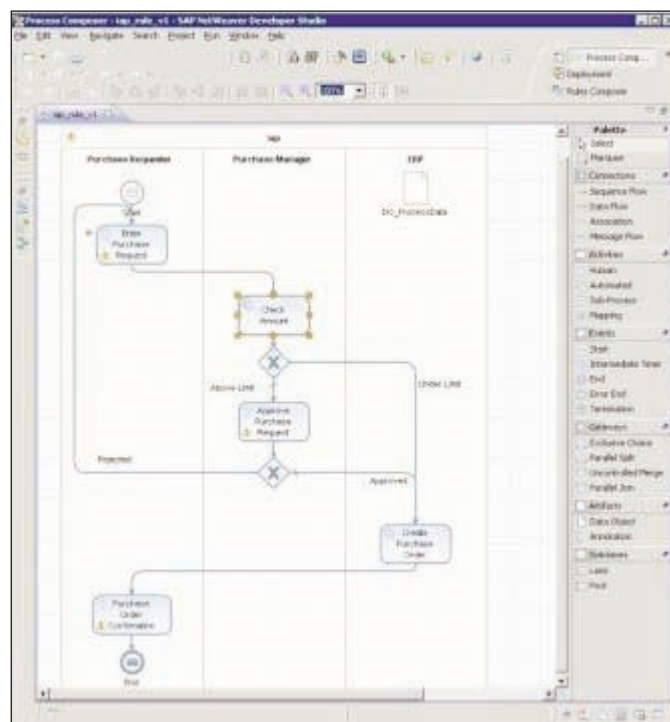 Process Composer - iap_rule_v1 - SAP NetWeaver Developer Studio
File Edit View Navigate Search Project Run Window Help
Process Comp...
Deployment
Rules Composer
iap_rule_v1
iap
Purchase Requester
Purchase Manager
ERP
Start
DO_ProcessData
Enter
Purchase
Request
Check
Amount
Above Limit
Under Limit
Approve
Purchase
Request
Rejected
Approved
Create
Purchase
Order
Purchase
Order
Confirmation
End
Palette
Select
Marquee
Connections
Sequence Flow
Data Flow
Association
Message Flow
Activities
Human
Automated
Sub-Process
Mapping
Events
Start
Intermediate Timer
End
Error End
Termination
Gateways
Exclusive Choice
Parallel Split
Uncontrolled Merge
Parallel Join
Artifacts
Data Object
Annotation
Swimlanes
Lane
Pool